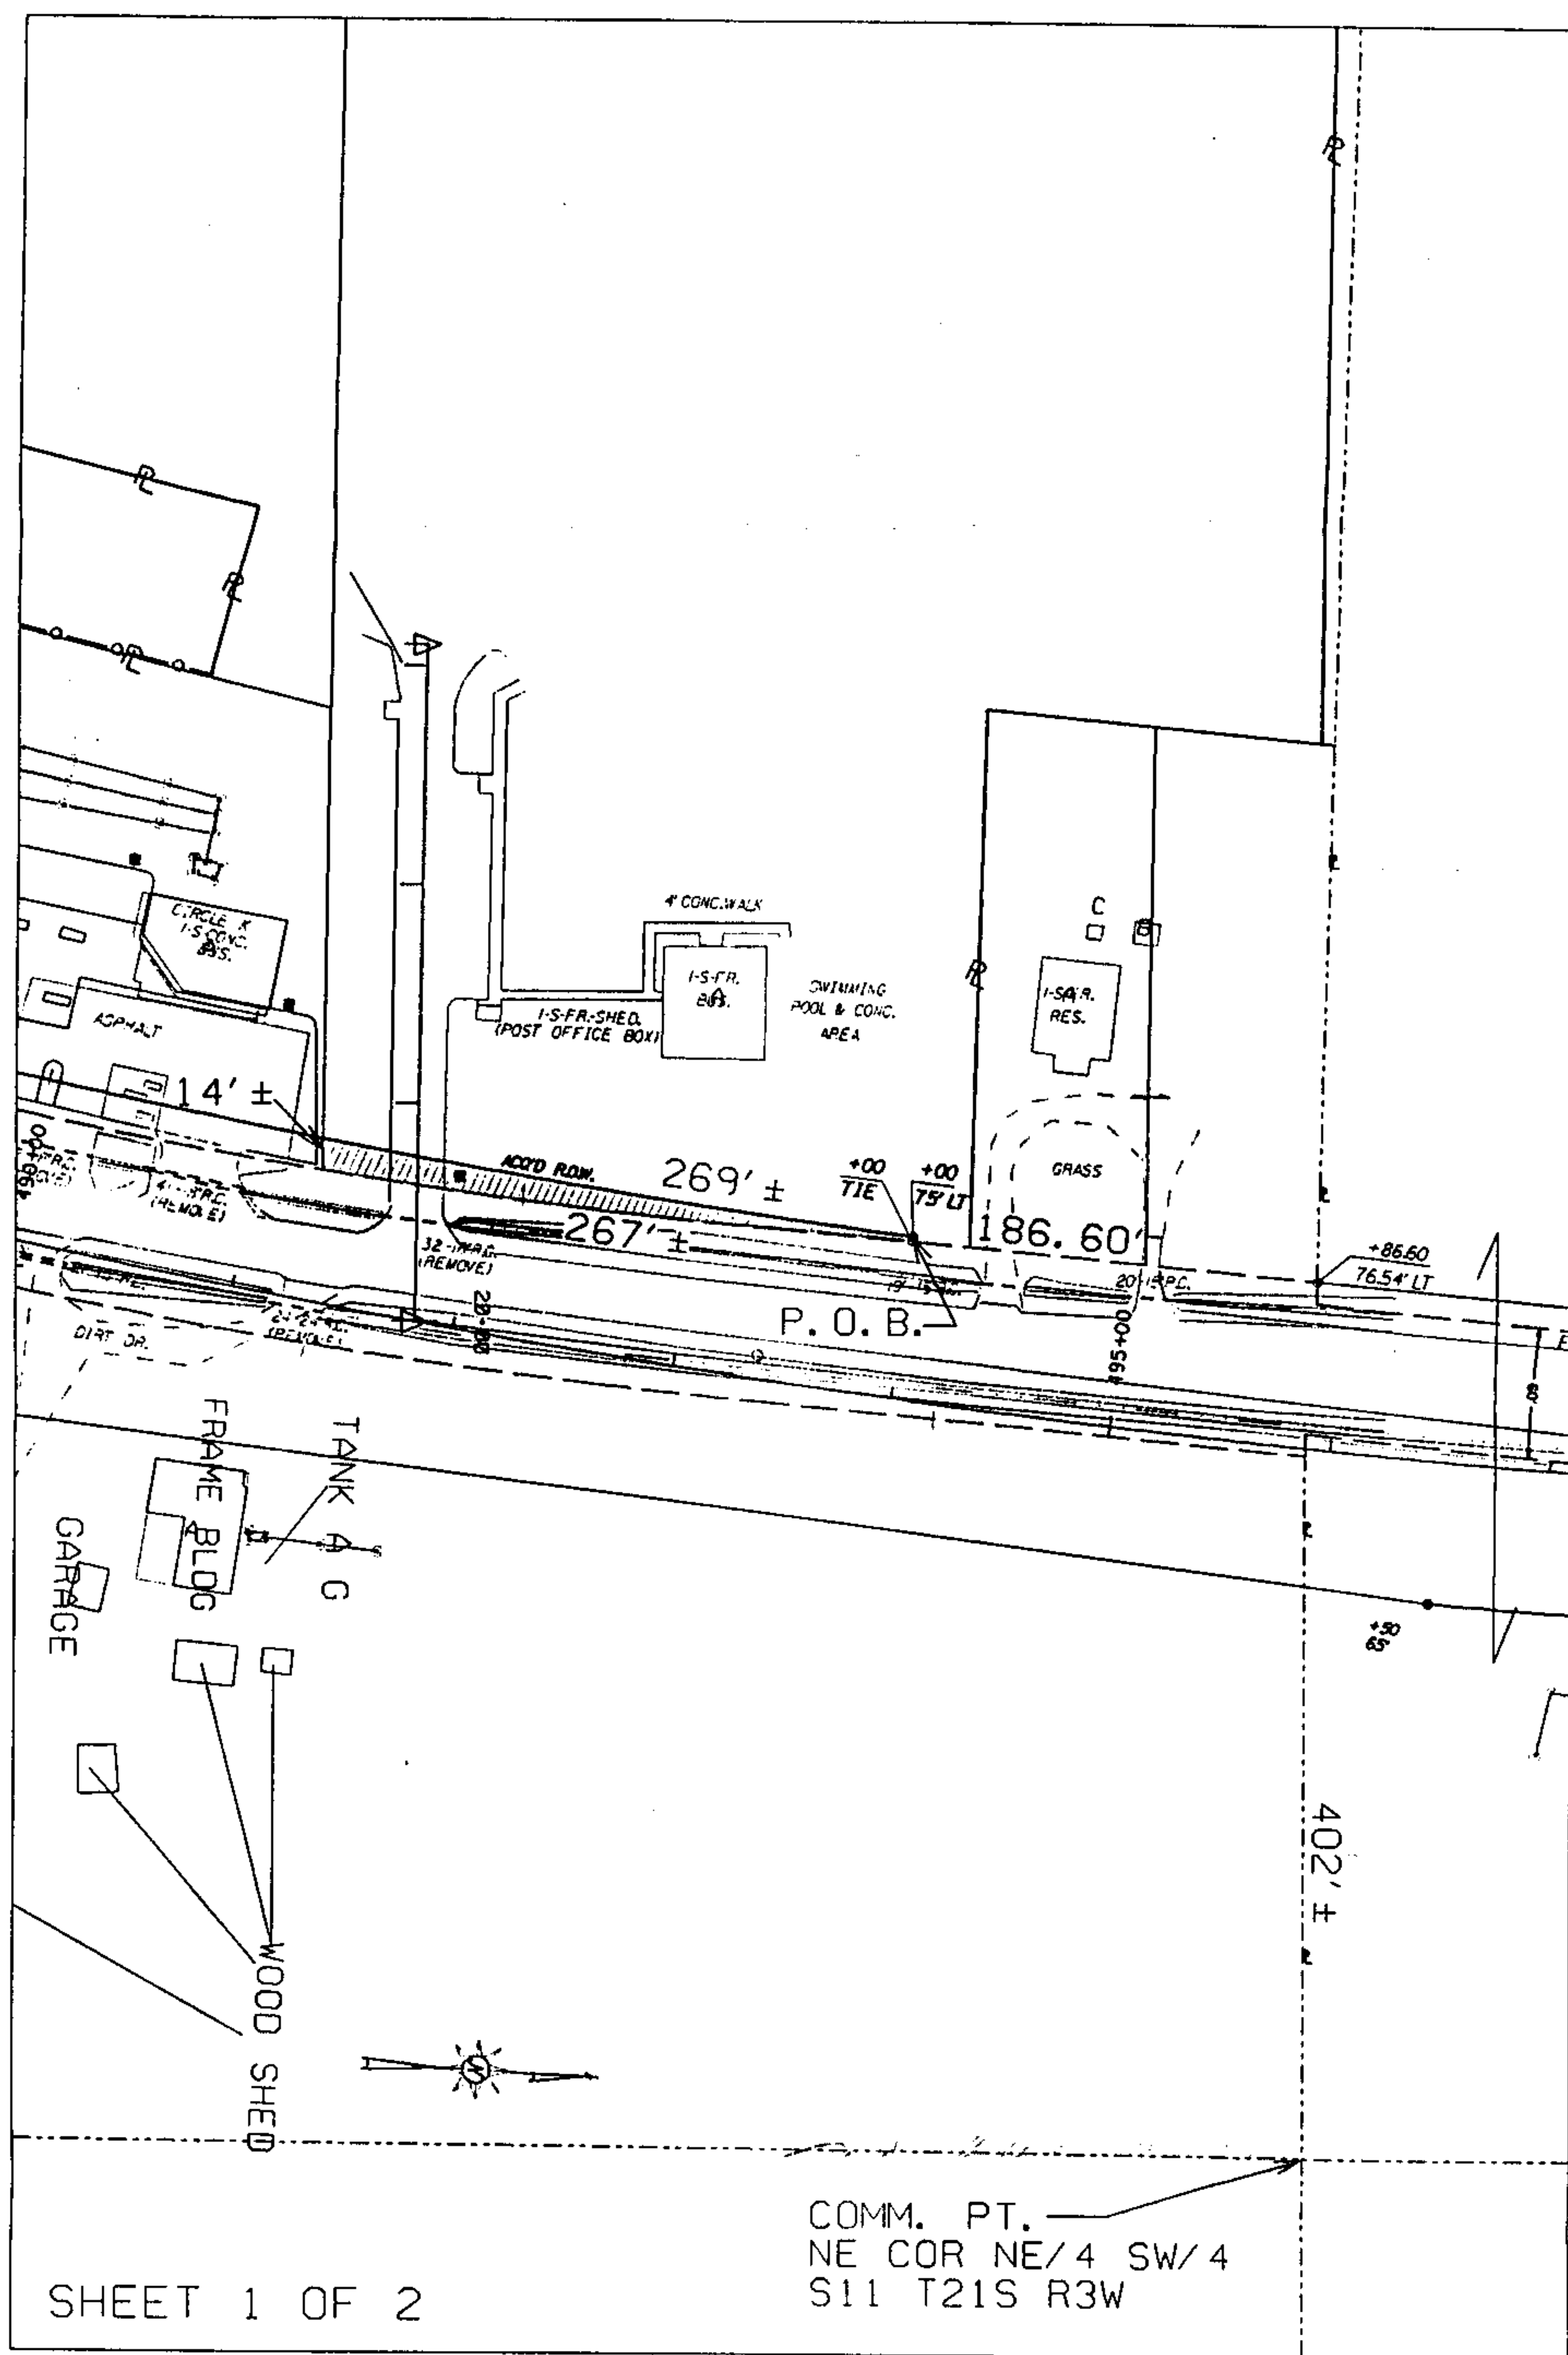 4' CONC.WALK
C
B
CIRCLE K
1-S CONC.
BUS.
1-S-FR.
BUS.
SWIMMING
POOL & CONC.
AREA
RES.
1-S-FR.-SHED.
(POST OFFICE BOX)
ASPHALT
14' ±
ACQ'D R.O.W.
269' ±
+00
TIE
+00
75' LT
GRASS
(REMOVE)
267' ±
186.60'
+86.60
76.54' LT
(REMOVE)
P. O. B.
495+00
60'
DIRT DR.
(REMOVE)
TANK A G
FRAME BLDG
A
GARAGE
+50
65'
402' ±
WOOD SHED
N
COMM. PT.
NE COR NE/4 SW/4
S11 T21S R3W
SHEET 1 OF 2